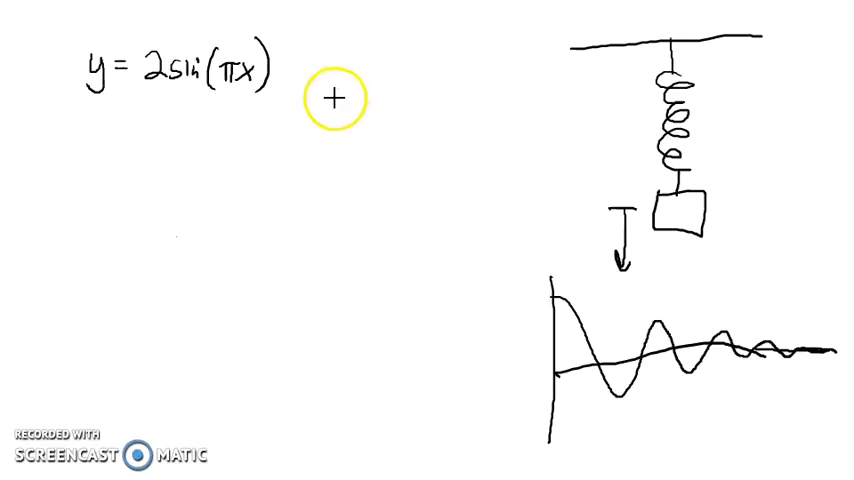 y = 2sin(πx)
RECORDED WITH
SCREENCAST MATIC